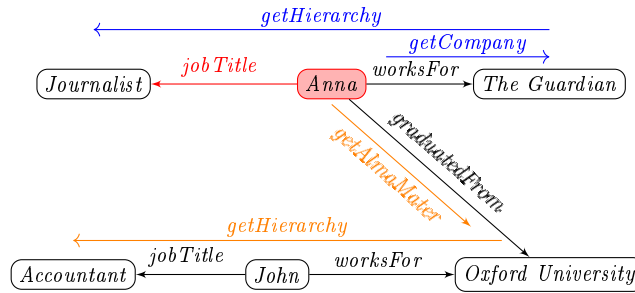 getHierarchy
getCompany
jobTitle
worksFor
Journalist
Anna
The Guardian
graduatedFrom
getAlmaMater
getHierarchy
jobTitle
worksFor
Accountant
John
Oxford University